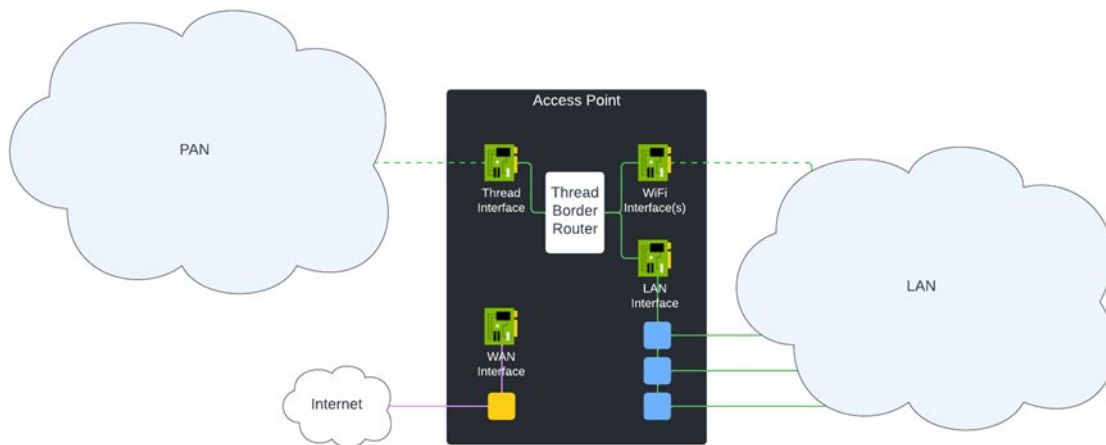 Access Point
PAN
Thread
Interface
Thread
Border
Router
WiFi
Interface(s)
LAN
Interface
LAN
WAN
Interface
Internet